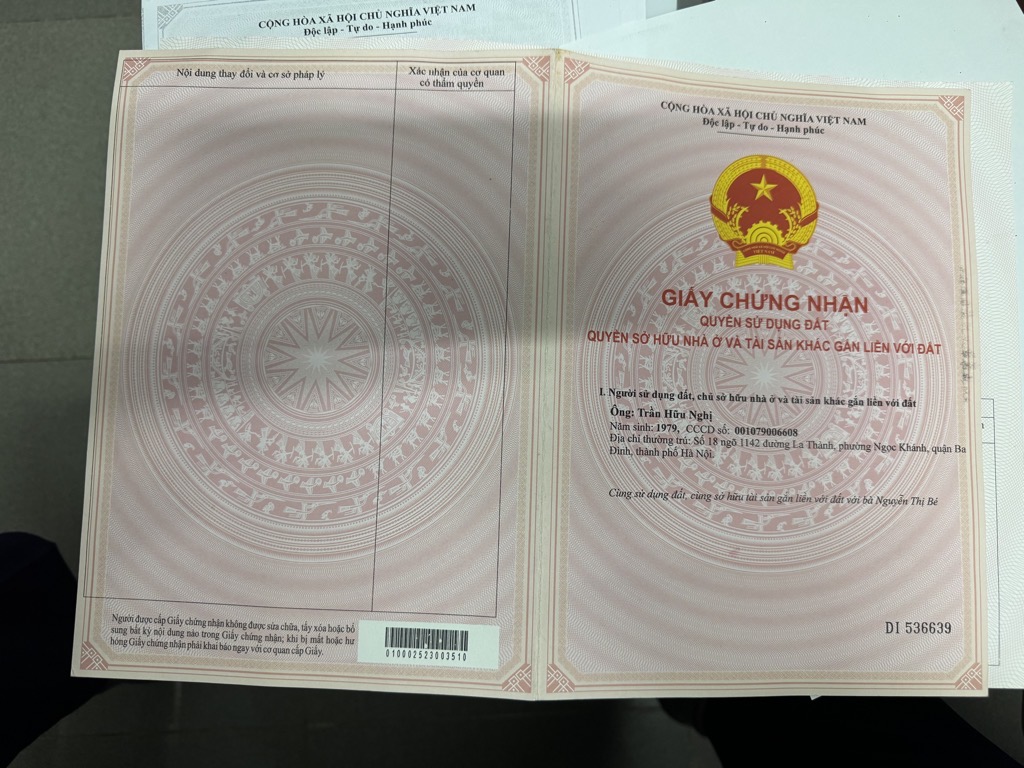 CỘNG HÒA XÃ HỘI CHỦ NGHĨA VIỆT NAM
Độc lập - Tự do - Hạnh phúc
Nội dung thay đổi và cơ sở pháp lý
Xác nhận của cơ quan
có thẩm quyền
Người được cấp Giấy chứng nhận không được sửa chữa, tẩy xóa hoặc bổ
sung bất kỳ nội dung nào trong Giấy chứng nhận; khi bị mất hoặc hư
hỏng Giấy chứng nhận phải khai báo ngay với cơ quan cấp Giấy.
010002523003510
CỘNG HÒA XÃ HỘI CHỦ NGHĨA VIỆT NAM
Độc lập - Tự do - Hạnh phúc
VIỆT NAM
GIẤY CHỨNG NHẬN
QUYỀN SỬ DỤNG ĐẤT
QUYỀN SỞ HỮU NHÀ Ở VÀ TÀI SẢN KHÁC GẮN LIỀN VỚI ĐẤT
I. Người sử dụng đất, chủ sở hữu nhà ở và tài sản khác gắn liền với đất
Ông: Trần Hữu Nghị
Năm sinh: 1979, CCCD số: 001079006608
Địa chỉ thường trú: Số 18 ngõ 1142 đường La Thành, phường Ngọc Khánh, quận Ba
Đình, thành phố Hà Nội.
Cùng sử dụng đất, cùng sở hữu tài sản gắn liền với đất với bà Nguyễn Thị Bé
DI 536639